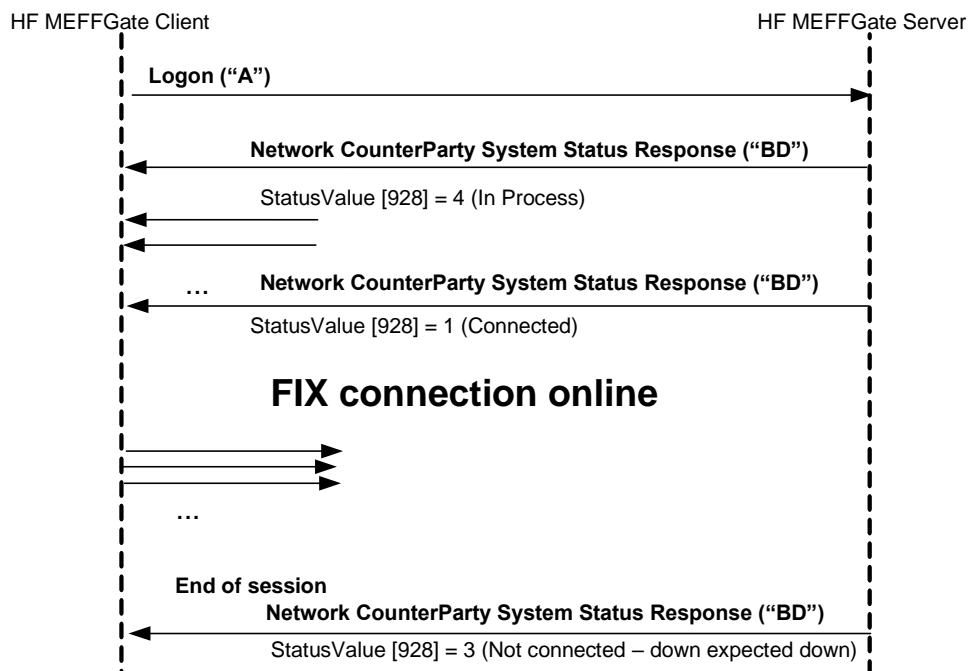 HF MEFFGate Client
HF MEFFGate Server
Logon (“A”)
Network CounterParty System Status Response (“BD”)
StatusValue [928] = 4 (In Process)
...
Network CounterParty System Status Response (“BD”)
StatusValue [928] = 1 (Connected)
FIX connection online
...
End of session
Network CounterParty System Status Response (“BD”)
StatusValue [928] = 3 (Not connected – down expected down)